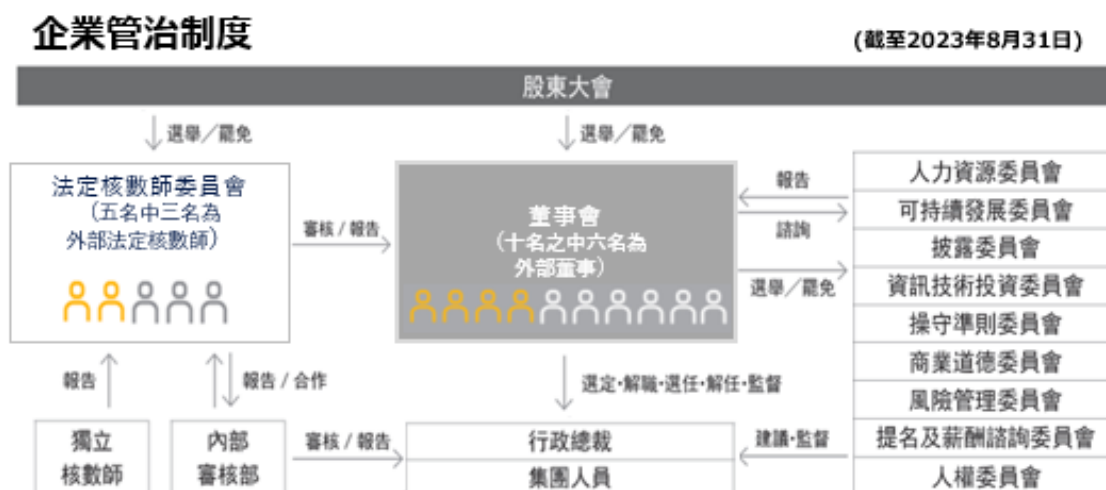 企業管治制度
(截至2023年8月31日)
股東大會
選舉／罷免
選舉／罷免
法定核數師委員會
（五名中三名為
外部法定核數師）
審核 / 報告
董事會
（十名之中六名為
外部董事）
報告
諮詢
選舉／罷免
人力資源委員會
可持續發展委員會
披露委員會
資訊技術投資委員會
操守準則委員會
商業道德委員會
風險管理委員會
提名及薪酬諮詢委員會
人權委員會
報告
報告 / 合作
選定·解職·選任·解任·監督
獨立
核數師
內部
審核部
審核 / 報告
行政總裁
集團人員
建議·監督